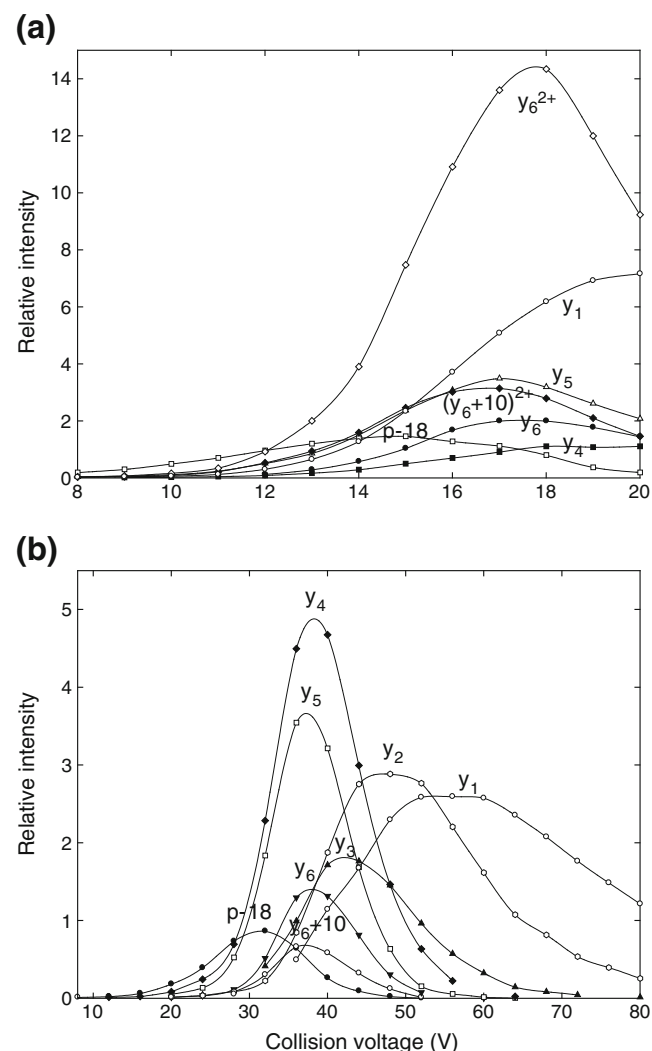 (a)
Relative intensity
14
12
10
8
6
4
2
0
y₆²⁺
y₁
y₅
(y₆+10)²⁺
p-18
y₆
y₄
8 10 12 14 16 18 20
(b)
Relative intensity
5
4
3
2
1
0
y₄
y₅
y₂
y₁
y₃
y₆
p-18
y₆+10
10 20 30 40 50 60 70 80
Collision voltage (V)